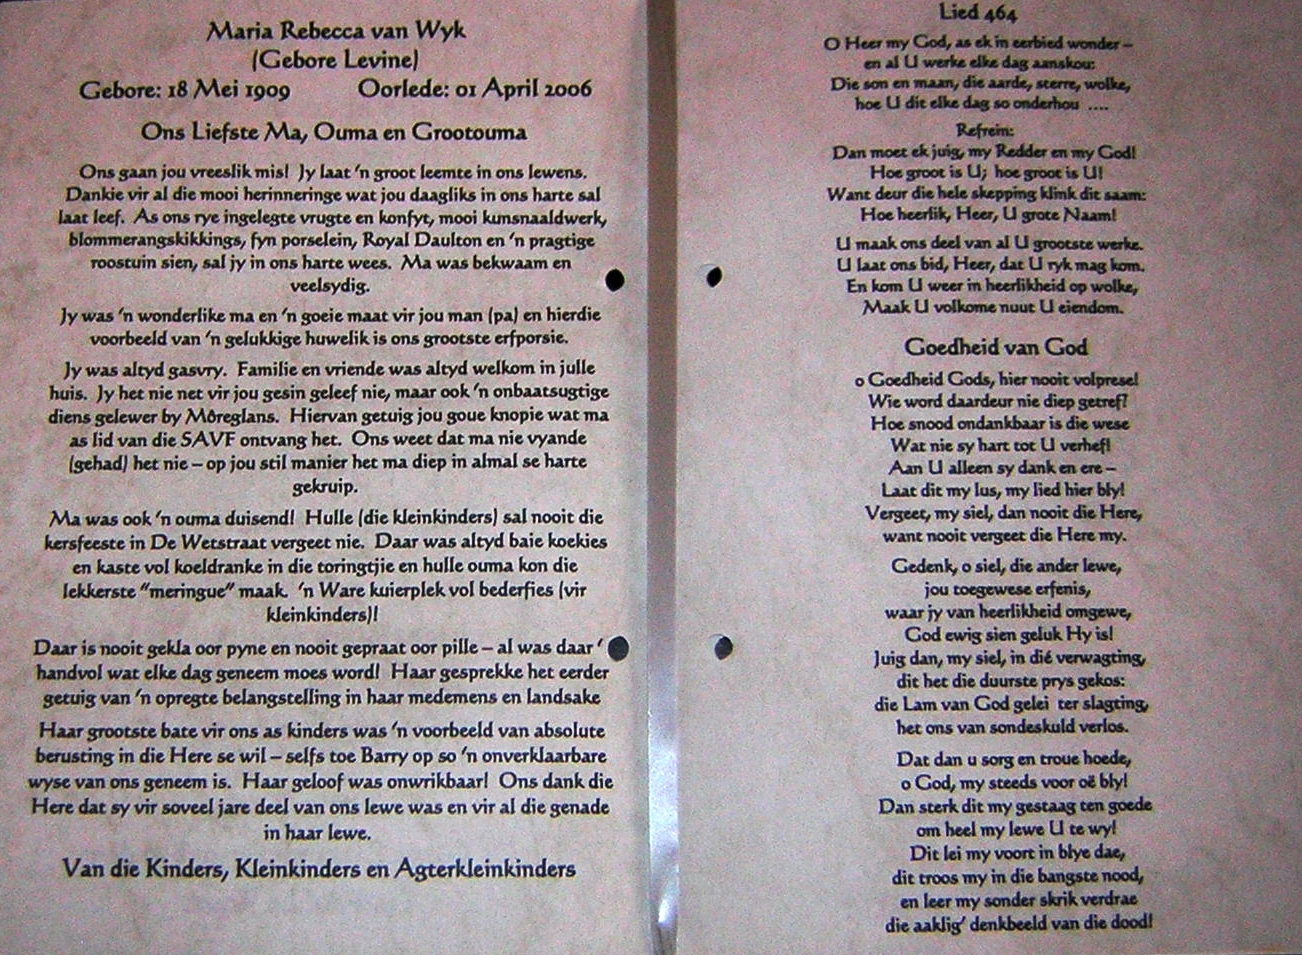 Maria Rebecca van Wyk
(Gebore Levine)
Gebore: 18 Mei 1909 Oorlede: 01 April 2006
Ons Liefste Ma, Ouma en Grootouma
Ons gaan jou vreeslik mis! Jy laat 'n groot leemte in ons lewens.
Dankie vir al die mooi herinneringe wat jou daagliks in ons harte sal
laat leef. As ons rye ingelegte vrugte en konfyt, mooi kunsnaaldwerk,
blommerangskikkings, fyn porselein, Royal Daulton en 'n pragtige
roostuin sien, sal jy in ons harte wees. Ma was bekwaam en
veelsydig.
Jy was 'n wonderlike ma en 'n goeie maat vir jou man (pa) en hierdie
voorbeeld van 'n gelukkige huwelik is ons grootste erfporsie.
Jy was altyd gasvry. Familie en vriende was altyd welkom in julle
huis. Jy het nie net vir jou gesin geleef nie, maar ook 'n onbaatsugtige
diens gelewer by Môreglans. Hiervan getuig jou goue knopie wat ma
as lid van die SAVF ontvang het. Ons weet dat ma nie vyande
(gehad) het nie – op jou stil manier het ma diep in almal se harte
gekruip.
Ma was ook 'n ouma duisend! Hulle (die kleinkinders) sal nooit die
kersfeeste in De Wetstraat vergeet nie. Daar was altyd baie koekies
en kaste vol koeldranke in die toringtjie en hulle ouma kon die
lekkerste "meringue" maak. 'n Ware kuierplek vol bederfies (vir
kleinkinders)!
Daar is nooit gekla oor pyne en nooit gepraat oor pille – al was daar '
handvol wat elke dag geneem moes word! Haar gesprekke het eerder
getuig van 'n opregte belangstelling in haar medemens en landsake
Haar grootste bate vir ons as kinders was 'n voorbeeld van absolute
berusting in die Here se wil – selfs toe Barry op so 'n onverklaarbare
wyse van ons geneem is. Haar geloof was onwrikbaar! Ons dank die
Here dat sy vir soveel jare deel van ons lewe was en vir al die genade
in haar lewe.
Van die Kinders, Kleinkinders en Agterkleinkinders
Lied 464
O Heer my God, as ek in eerbied wonder –
en al U werke elke dag aanskou:
Die son en maan, die aarde, sterre, wolke,
hoe U dit elke dag so onderhou ....
Refrein:
Dan moet ek juig, my Redder en my God!
Hoe groot is U; hoe groot is U!
Want deur die hele skepping klink dit saam:
Hoe heerlik, Heer, U grote Naam!
U maak ons deel van al U grootste werke.
U laat ons bid, Heer, dat U ryk mag kom.
En kom U weer in heerlikheid op wolke,
Maak U volkome nuut U eiendom.
Goedheid van God
o Goedheid Gods, hier nooit volprese!
Wie word daardeur nie diep getref?
Hoe snood ondankbaar is die wese
Wat nie sy hart tot U verhef!
Aan U alleen sy dank en ere –
Laat dit my lus, my lied hier bly!
Vergeet, my siel, dan nooit die Here,
want nooit vergeet die Here my.
Gedenk, o siel, die ander lewe,
jou toegewese erfenis,
waar jy van heerlikheid omgewe,
God ewig sien geluk Hy is!
Juig dan, my siel, in dié verwagting,
dit het die duurste prys gekos:
die Lam van God gelei ter slagting,
het ons van sondeskuld verlos.
Dat dan u sorg en troue hoede,
o God, my steeds voor oë bly!
Dan sterk dit my gestaag ten goede
om heel my lewe U te wy!
Dit lei my voort in blye dae,
dit troos my in die bangste nood,
en leer my sonder skrik verdrae
die aaklig' denkbeeld van die dood!